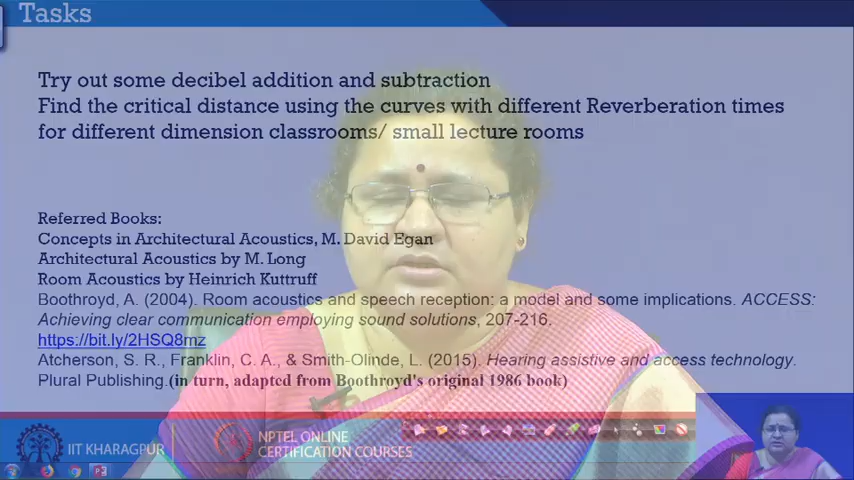 Tasks
Try out some decibel addition and subtraction
Find the critical distance using the curves with different Reverberation times
for different dimension classrooms/ small lecture rooms
Referred Books:
Concepts in Architectural Acoustics, M. David Egan
Architectural Acoustics by M. Long
Room Acoustics by Heinrich Kuttruff
Boothroyd, A. (2004). Room acoustics and speech reception: a model and some implications. ACCESS:
Achieving clear communication employing sound solutions, 207-216.
https://bit.ly/2HSQ8mz
Atcherson, S. R., Franklin, C. A., & Smith-Olinde, L. (2015). Hearing assistive and access technology.
Plural Publishing.(in turn, adapted from Boothroyd's original 1986 book)
IIT KHARAGPUR
NPTEL ONLINE
CERTIFICATION COURSES